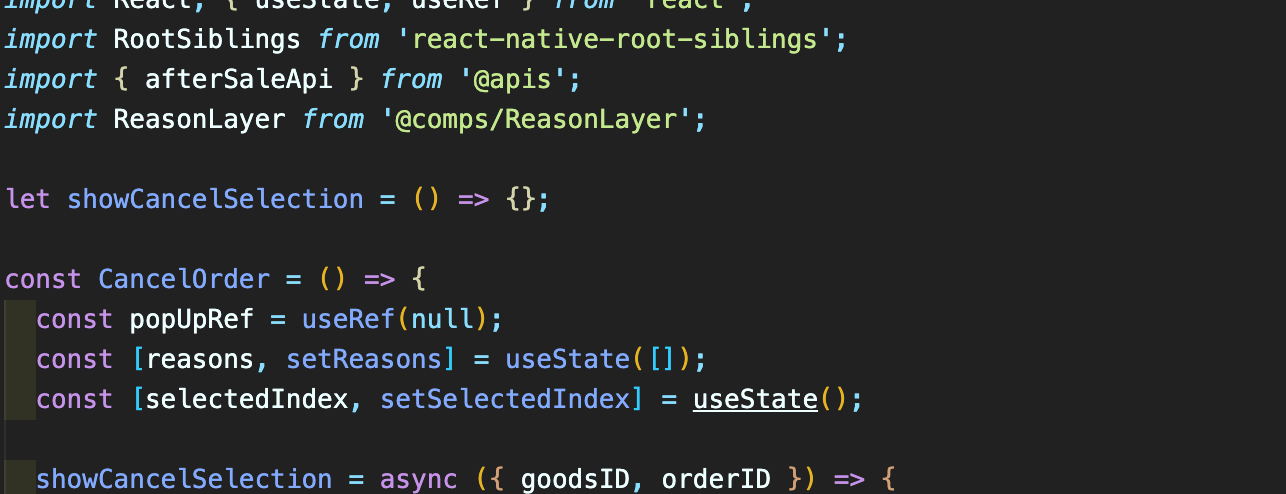 import React, { useState, useRef } from 'react';
import RootSiblings from 'react-native-root-siblings';
import { afterSaleApi } from '@apis';
import ReasonLayer from '@comps/ReasonLayer';
let showCancelSelection = () => {};
const CancelOrder = () => {
const popUpRef = useRef(null);
const [reasons, setReasons] = useState([]);
const [selectedIndex, setSelectedIndex] = useState();
showCancelSelection = async ({ goodsID, orderID }) => {